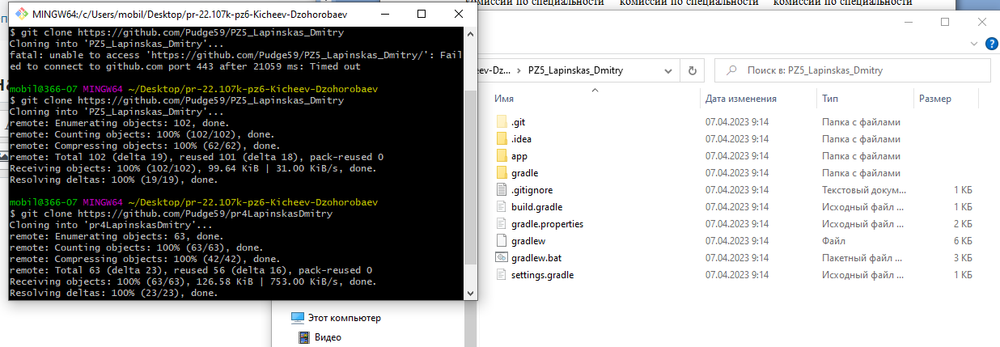 комиссии по специальности комиссии по специальности
MINGW64:/c/Users/mobil/Desktop/pr-22.107k-pz6-Kicheev-Dzohorobaev
$ git clone https://github.com/Pudge59/PZ5_Lapinskas_Dmitry
Cloning into 'PZ5_Lapinskas_Dmitry'...
fatal: unable to access 'https://github.com/Pudge59/PZ5_Lapinskas_Dmitry/': Fail
ed to connect to github.com port 443 after 21059 ms: Timed out
mobil@366-07 MINGW64 ~/Desktop/pr-22.107k-pz6-Kicheev-Dzohorobaev
$ git clone https://github.com/Pudge59/PZ5_Lapinskas_Dmitry
Cloning into 'PZ5_Lapinskas_Dmitry'...
remote: Enumerating objects: 102, done.
remote: Counting objects: 100% (102/102), done.
remote: Compressing objects: 100% (62/62), done.
remote: Total 102 (delta 19), reused 101 (delta 18), pack-reused 0
Receiving objects: 100% (102/102), 99.64 KiB | 31.00 KiB/s, done.
Resolving deltas: 100% (19/19), done.
mobil@366-07 MINGW64 ~/Desktop/pr-22.107k-pz6-Kicheev-Dzohorobaev
$ git clone https://github.com/Pudge59/pr4LapinskasDmitry
Cloning into 'pr4LapinskasDmitry'...
remote: Enumerating objects: 63, done.
remote: Counting objects: 100% (63/63), done.
remote: Compressing objects: 100% (42/42), done.
remote: Total 63 (delta 23), reused 56 (delta 16), pack-reused 0
Receiving objects: 100% (63/63), 126.58 KiB | 753.00 KiB/s, done.
Resolving deltas: 100% (23/23), done.
eev-Dz... › PZ5_Lapinskas_Dmitry
Поиск в: PZ5_Lapinskas_Dmitry
Имя Дата изменения Тип Размер
.git 07.04.2023 9:14 Папка с файлами
.idea 07.04.2023 9:14 Папка с файлами
app 07.04.2023 9:14 Папка с файлами
gradle 07.04.2023 9:14 Папка с файлами
.gitignore 07.04.2023 9:14 Текстовый докум... 1 КБ
build.gradle 07.04.2023 9:14 Исходный файл ... 1 КБ
gradle.properties 07.04.2023 9:14 Исходный файл ... 2 КБ
gradlew 07.04.2023 9:14 Файл 6 КБ
gradlew.bat 07.04.2023 9:14 Пакетный файл ... 3 КБ
settings.gradle 07.04.2023 9:14 Исходный файл ... 1 КБ
Этот компьютер
Видео